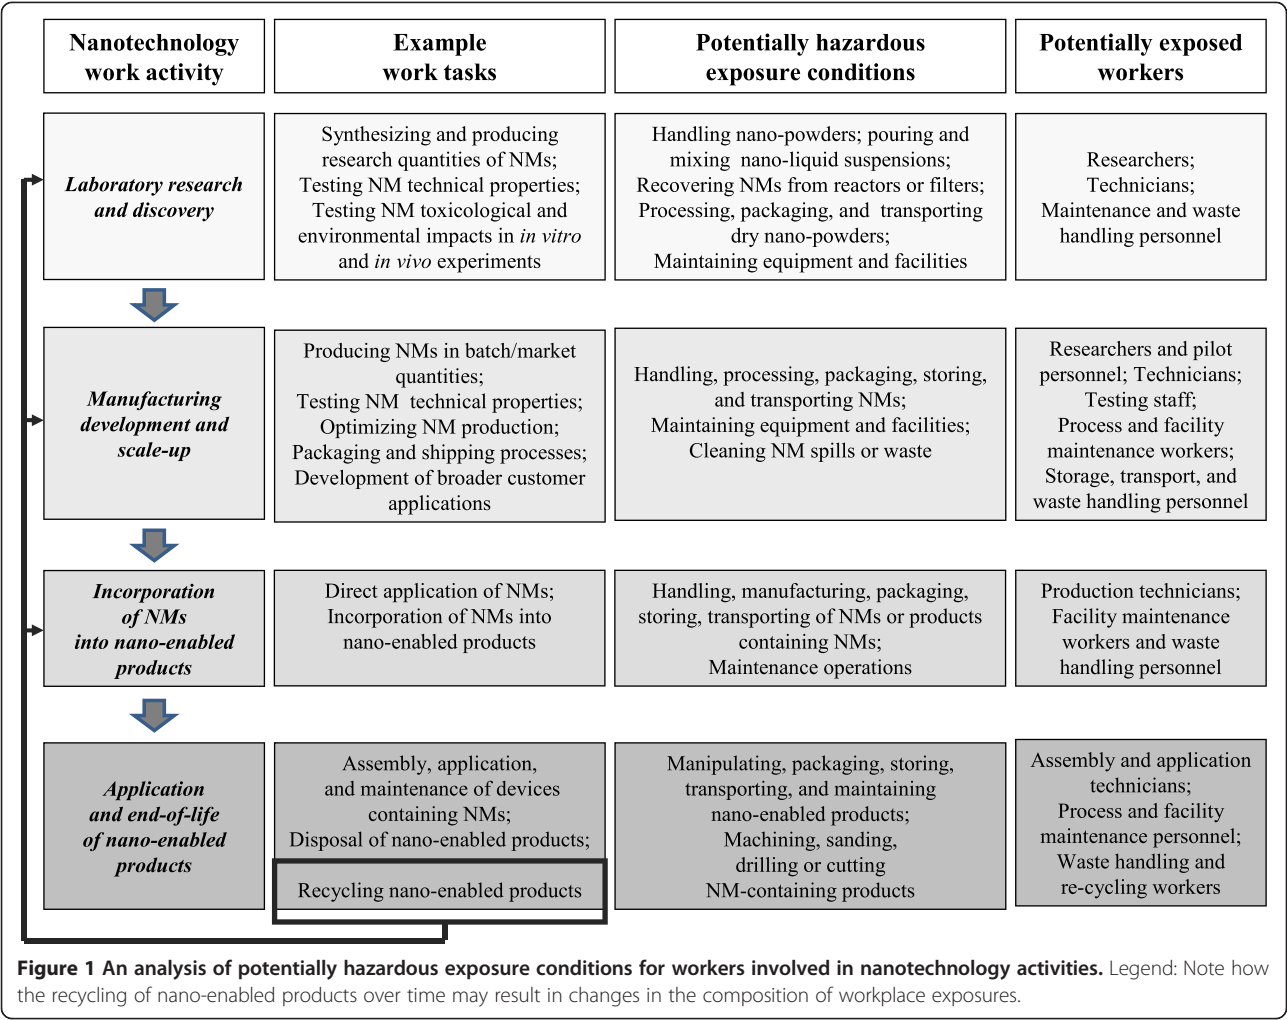 Nanotechnology
work activity
Example
work tasks
Potentially hazardous
exposure conditions
Potentially exposed
workers
Laboratory research
and discovery
Synthesizing and producing
research quantities of NMs;
Testing NM technical properties;
Testing NM toxicological and
environmental impacts in in vitro
and in vivo experiments
Handling nano-powders; pouring and
mixing nano-liquid suspensions;
Recovering NMs from reactors or filters;
Processing, packaging, and transporting
dry nano-powders;
Maintaining equipment and facilities
Researchers;
Technicians;
Maintenance and waste
handling personnel
Manufacturing
development and
scale-up
Producing NMs in batch/market
quantities;
Testing NM technical properties;
Optimizing NM production;
Packaging and shipping processes;
Development of broader customer
applications
Handling, processing, packaging, storing,
and transporting NMs;
Maintaining equipment and facilities;
Cleaning NM spills or waste
Researchers and pilot
personnel; Technicians;
Testing staff;
Process and facility
maintenance workers;
Storage, transport, and
waste handling personnel
Incorporation
of NMs
into nano-enabled
products
Direct application of NMs;
Incorporation of NMs into
nano-enabled products
Handling, manufacturing, packaging,
storing, transporting of NMs or products
containing NMs;
Maintenance operations
Production technicians;
Facility maintenance
workers and waste
handling personnel
Application
and end-of-life
of nano-enabled
products
Assembly, application,
and maintenance of devices
containing NMs;
Disposal of nano-enabled products;
Recycling nano-enabled products
Manipulating, packaging, storing,
transporting, and maintaining
nano-enabled products;
Machining, sanding,
drilling or cutting
NM-containing products
Assembly and application
technicians;
Process and facility
maintenance personnel;
Waste handling and
re-cycling workers
Figure 1 An analysis of potentially hazardous exposure conditions for workers involved in nanotechnology activities. Legend: Note how
the recycling of nano-enabled products over time may result in changes in the composition of workplace exposures.